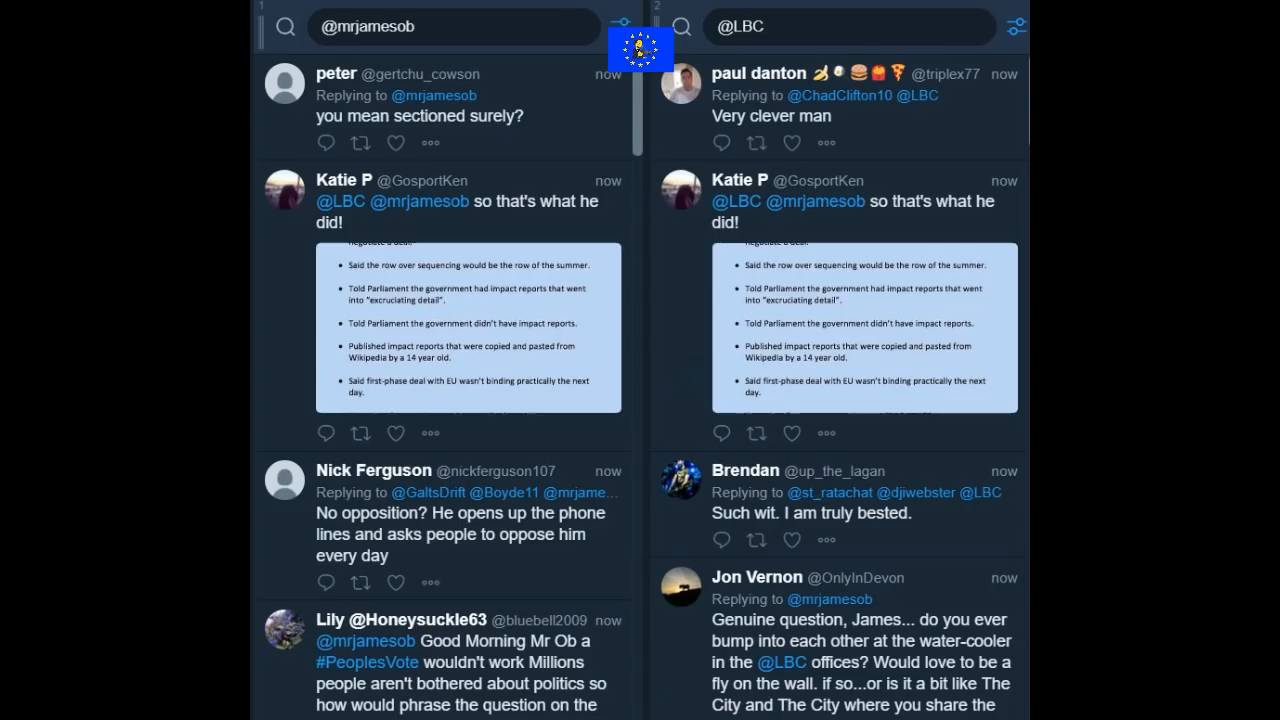 1
@mrjamesob
peter @gertchu_cowson now
Replying to @mrjamesob
you mean sectioned surely?
Katie P @GosportKen now
@LBC @mrjamesob so that's what he
did!
negotiate a deal.
• Said the row over sequencing would be the row of the summer.
• Told Parliament the government had impact reports that went
into “excruciating detail”.
• Told Parliament the government didn't have impact reports.
• Published impact reports that were copied and pasted from
Wikipedia by a 14 year old.
• Said first-phase deal with EU wasn't binding practically the next
day.
Nick Ferguson @nickferguson107 now
Replying to @GaltsDrift @Boyde11 @mrjame...
No opposition? He opens up the phone
lines and asks people to oppose him
every day
Lily @Honeysuckle63 @bluebell2009 now
@mrjamesob Good Morning Mr Ob a
#PeoplesVote wouldn't work Millions
people aren't bothered about politics so
how would phrase the question on the
2
@LBC
paul danton 🍌🍳🍔🍟🍕 @triplex77 now
Replying to @ChadClifton10 @LBC
Very clever man
Katie P @GosportKen now
@LBC @mrjamesob so that's what he
did!
negotiate a deal.
• Said the row over sequencing would be the row of the summer.
• Told Parliament the government had impact reports that went
into “excruciating detail”.
• Told Parliament the government didn't have impact reports.
• Published impact reports that were copied and pasted from
Wikipedia by a 14 year old.
• Said first-phase deal with EU wasn't binding practically the next
day.
Brendan @up_the_lagan now
Replying to @st_ratachat @djiwebster @LBC
Such wit. I am truly bested.
Jon Vernon @OnlyInDevon now
Replying to @mrjamesob
Genuine question, James... do you ever
bump into each other at the water-cooler
in the @LBC offices? Would love to be a
fly on the wall. if so...or is it a bit like The
City and The City where you share the